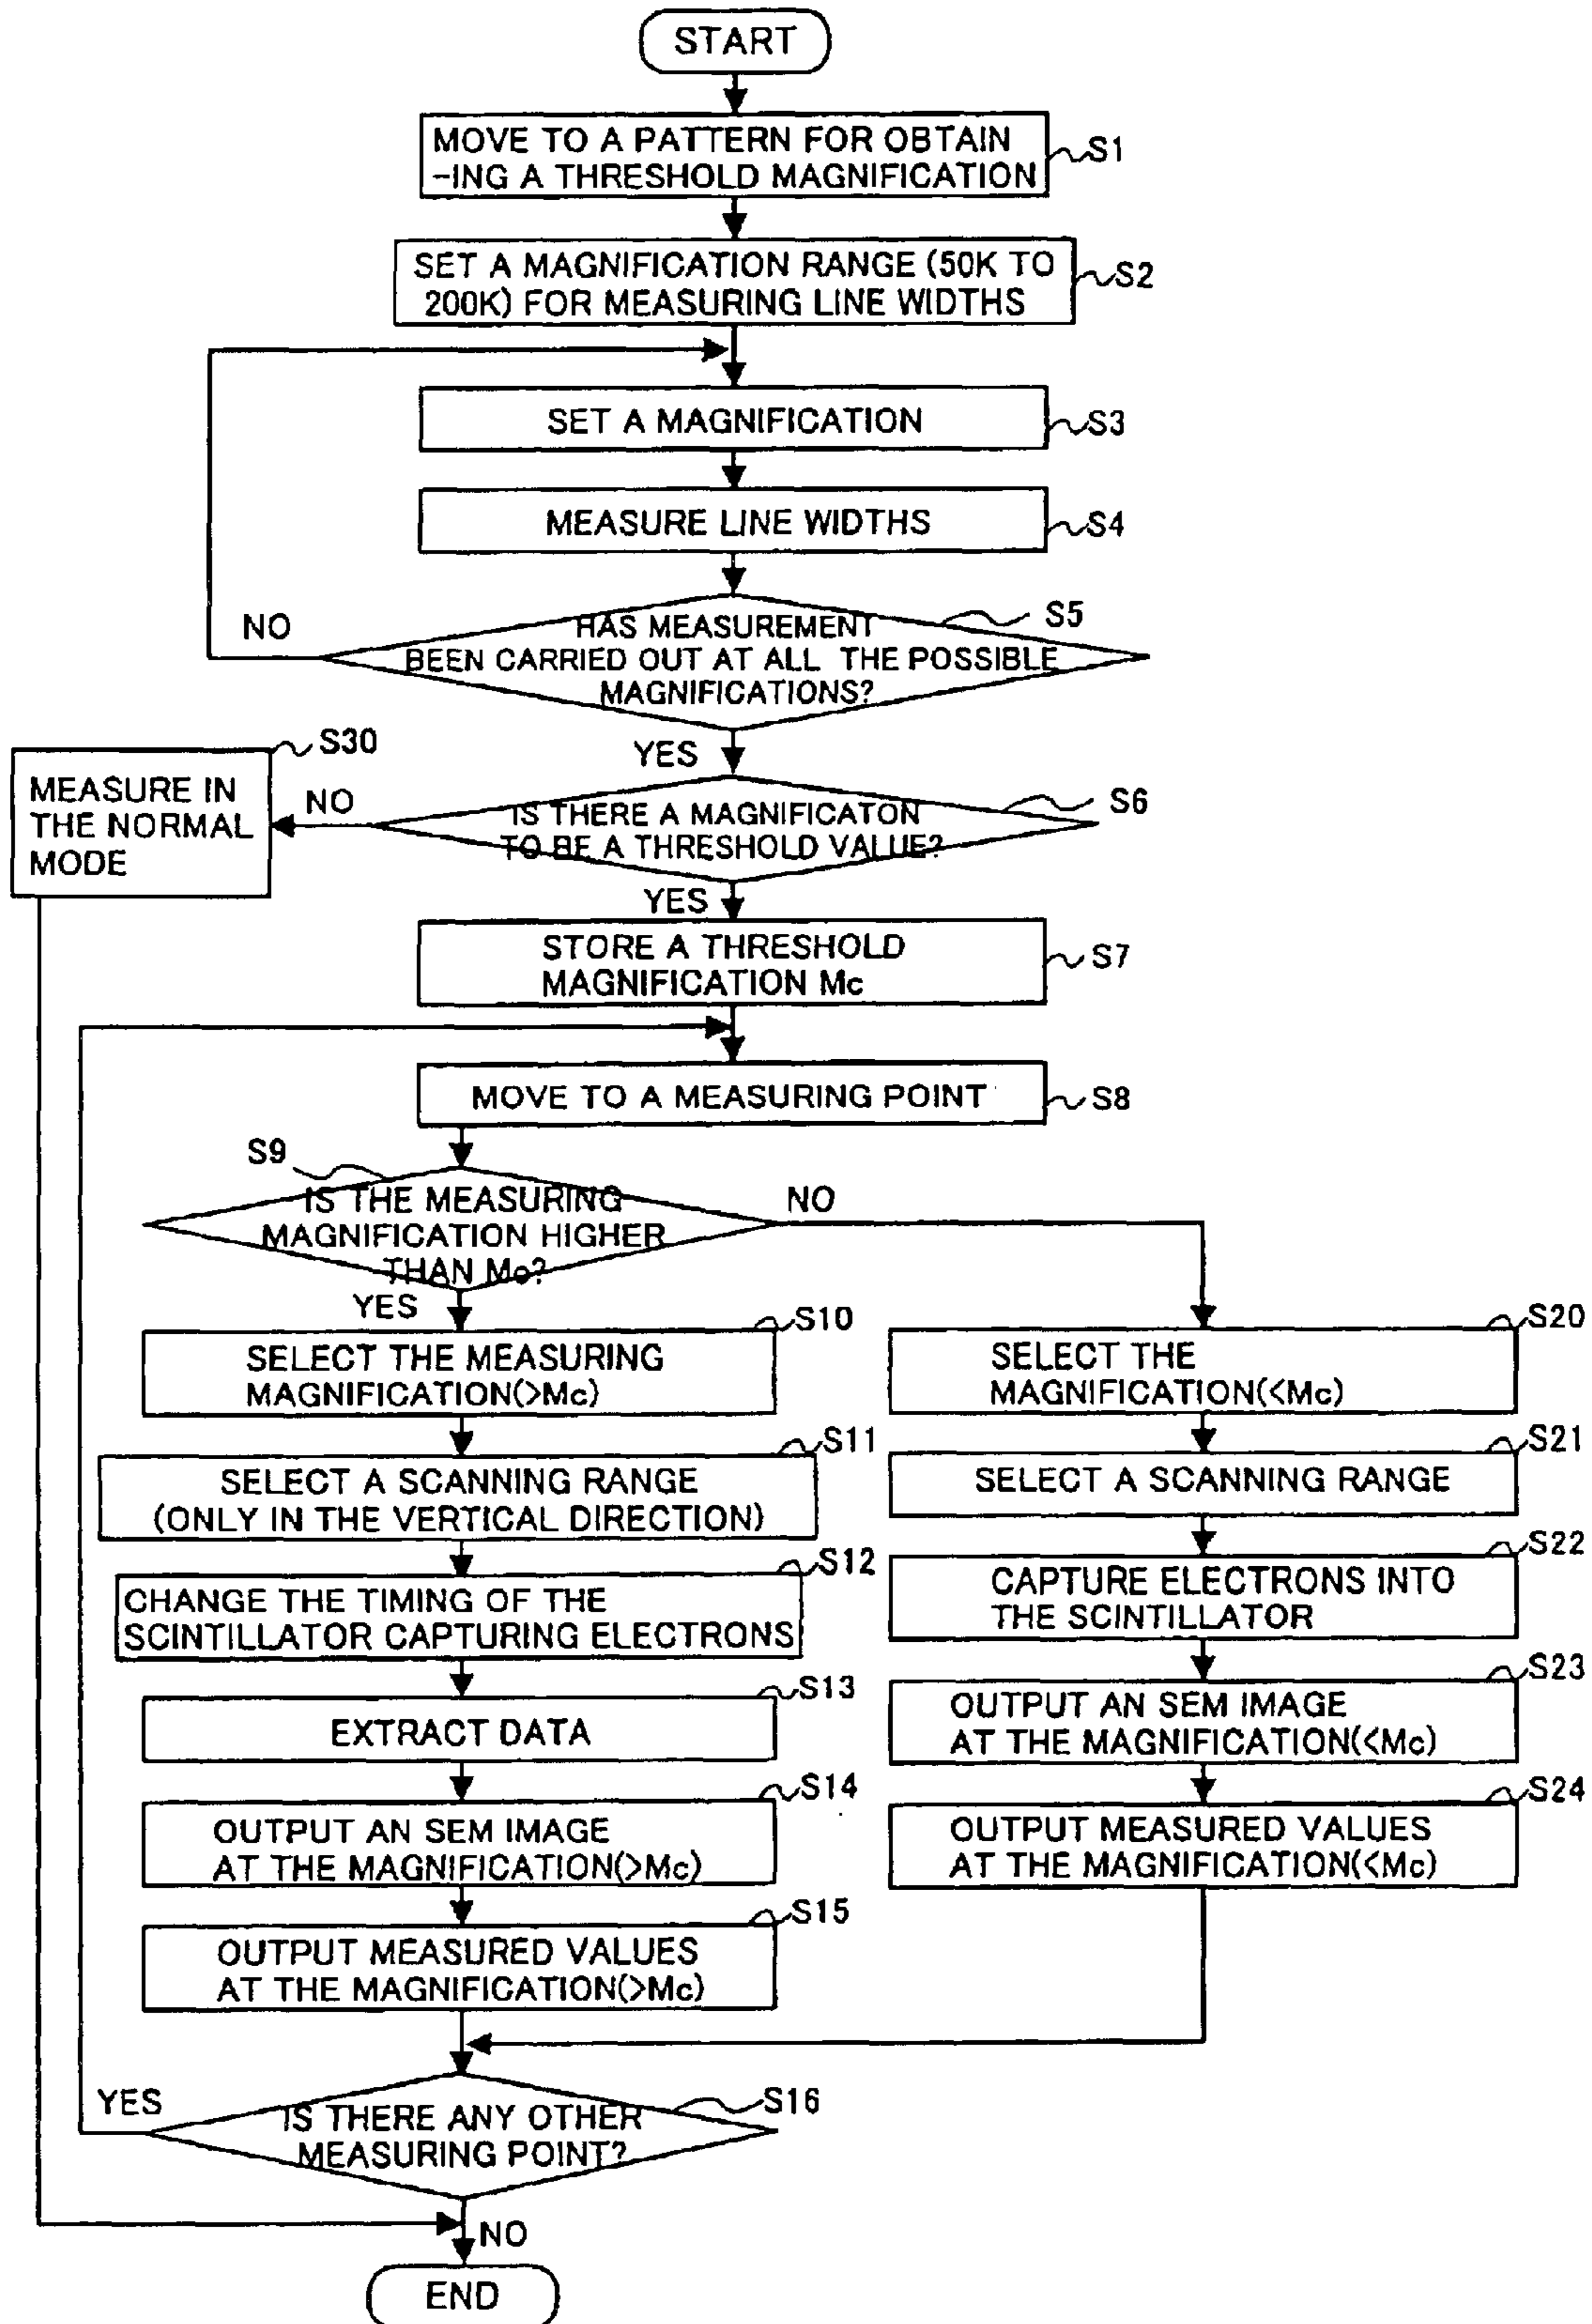 START
MOVE TO A PATTERN FOR OBTAIN
-ING A THRESHOLD MAGNIFICATION
S1
SET A MAGNIFICATION RANGE (50K TO
200K) FOR MEASURING LINE WIDTHS
S2
SET A MAGNIFICATION
S3
MEASURE LINE WIDTHS
S4
HAS MEASUREMENT
BEEN CARRIED OUT AT ALL THE POSSIBLE
MAGNIFICATIONS?
S5
NO
YES
S30
MEASURE IN
THE NORMAL
MODE
NO
IS THERE A MAGNIFICATON
TO BE A THRESHOLD VALUE?
S6
YES
STORE A THRESHOLD
MAGNIFICATION Mc
S7
MOVE TO A MEASURING POINT
S8
S9
IS THE MEASURING
MAGNIFICATION HIGHER
THAN Mc?
NO
YES
S10
SELECT THE MEASURING
MAGNIFICATION(>Mc)
S11
SELECT A SCANNING RANGE
(ONLY IN THE VERTICAL DIRECTION)
S12
CHANGE THE TIMING OF THE
SCINTILLATOR CAPTURING ELECTRONS
S13
EXTRACT DATA
S14
OUTPUT AN SEM IMAGE
AT THE MAGNIFICATION(>Mc)
S15
OUTPUT MEASURED VALUES
AT THE MAGNIFICATION(>Mc)
S20
SELECT THE
MAGNIFICATION(<Mc)
S21
SELECT A SCANNING RANGE
S22
CAPTURE ELECTRONS INTO
THE SCINTILLATOR
S23
OUTPUT AN SEM IMAGE
AT THE MAGNIFICATION(<Mc)
S24
OUTPUT MEASURED VALUES
AT THE MAGNIFICATION(<Mc)
YES
IS THERE ANY OTHER
MEASURING POINT?
S16
NO
END